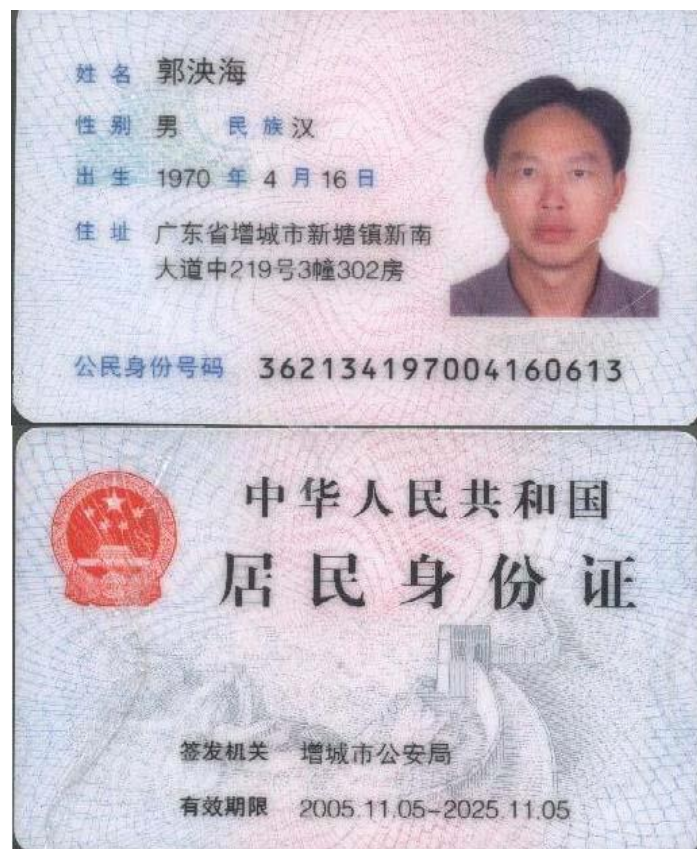 姓名 郭泱海
性别 男 民族 汉
出生 1970 年 4 月 16 日
住址 广东省增城市新塘镇新南
大道中219号3幢302房
公民身份号码 362134197004160613
中华人民共和国
居民身份证
签发机关 增城市公安局
有效期限 2005.11.05-2025.11.05